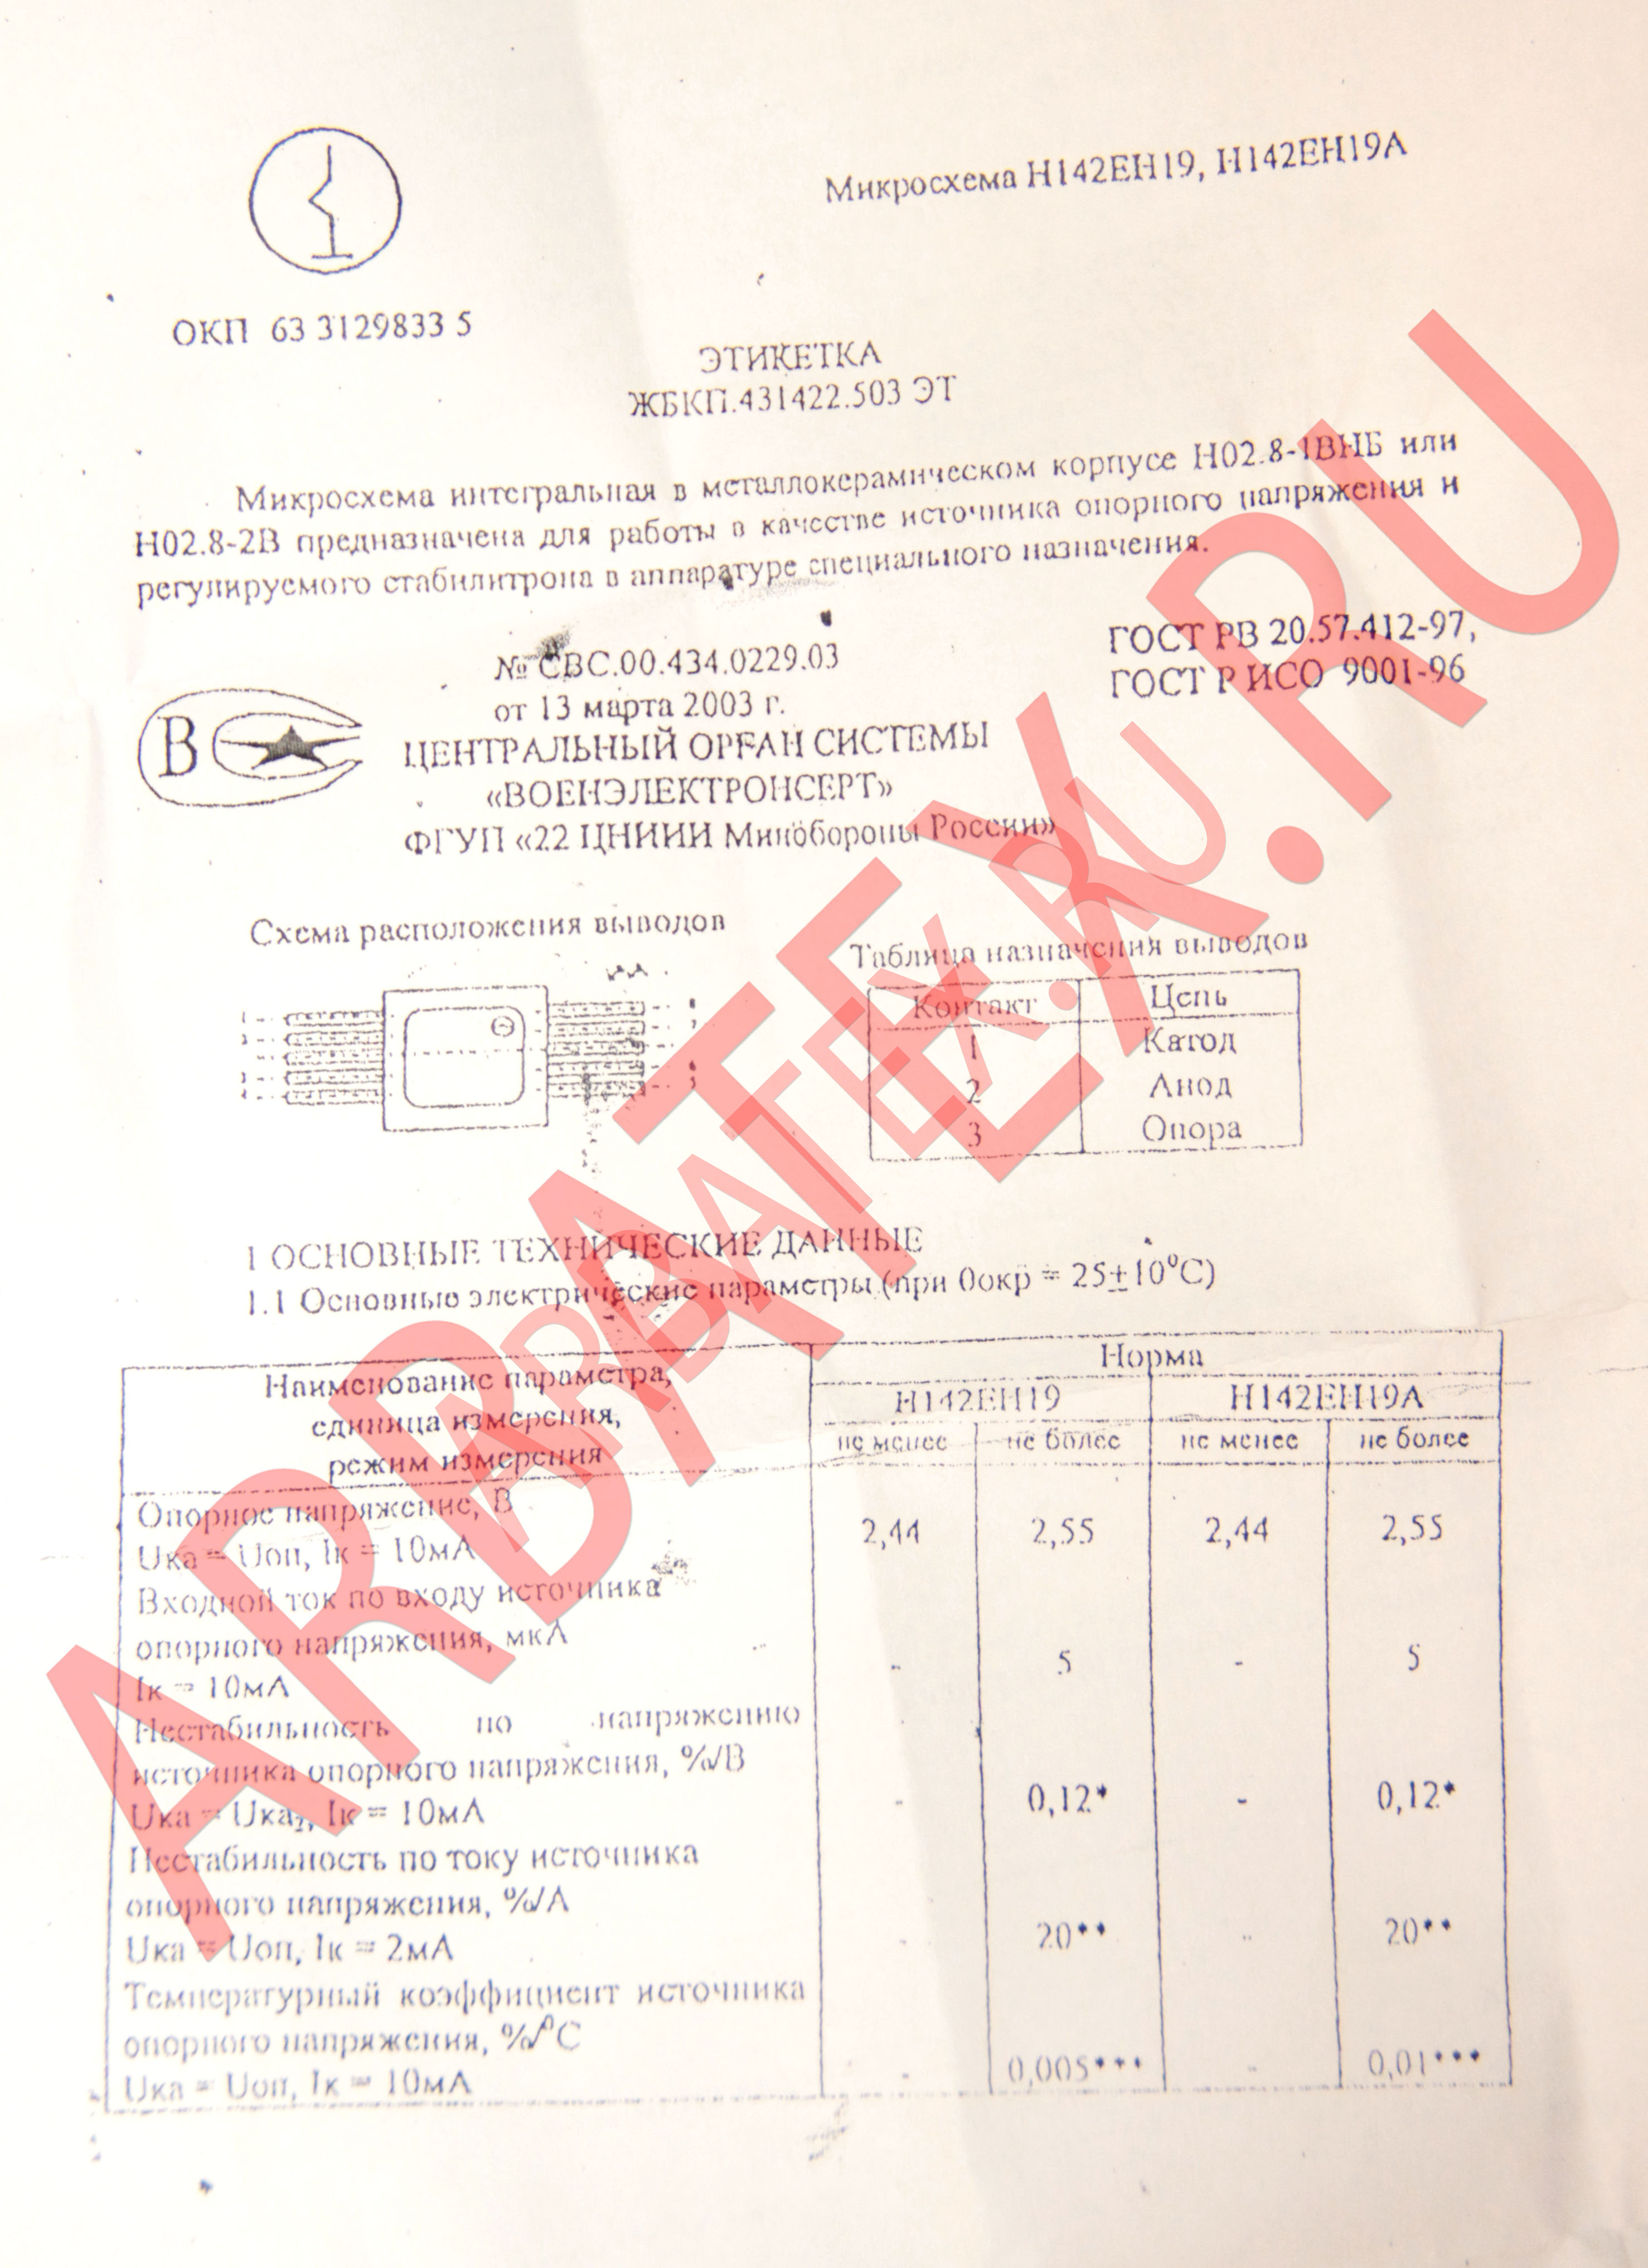 Микросхема Н142ЕН19, Н142ЕН19А
ОКП 63 3129833 5
ЭТИКЕТКА
ЖБКП.431422.503 ЭТ
Микросхема интегральная в металлокерамическом корпусе Н02.8-1ВНБ или
Н02.8-2В предназначена для работы в качестве источника опорного напряжения и
регулируемого стабилитрона в аппаратуре специального назначения.
№ СВС.00.434.0229.03
от 13 марта 2003 г.
ГОСТ РВ 20.57.412-97,
ГОСТ Р ИСО 9001-96
В
ЦЕНТРАЛЬНЫЙ ОРГАН СИСТЕМЫ
«ВОЕНЭЛЕКТРОНСЕРТ»
ФГУП «22 ЦНИИИ Минобороны России»
Схема расположения выводов
Таблица назначения выводов
Контакт Цепь
1 Катод
2 Анод
3 Опора
1 ОСНОВНЫЕ ТЕХНИЧЕСКИЕ ДАННЫЕ
1.1 Основные электрические параметры (при 0окр = 25±10⁰С)
Наименование параметра,
единица измерения,
режим измерения
Норма
Н142ЕН19 Н142ЕН19А
не менее не более не менее не более
Опорное напряжение, В
Uка = Uоп, Iк = 10мА
2,44 2,55 2,44 2,55
Входной ток по входу источника
опорного напряжения, мкА
Iк = 10мА
- 5 - 5
Нестабильность по напряжению
источника опорного напряжения, %/В
Uка = Uка₂, Iк = 10мА
- 0,12* - 0,12*
Нестабильность по току источника
опорного напряжения, %/А
Uка = Uоп, Iк = 2мА
- 20** - 20**
Температурный коэффициент источника
опорного напряжения, %/⁰С
Uка = Uоп, Iк = 10мА
- 0,005*** - 0,01***
ARBATEX.RU
ARBATEX.RU